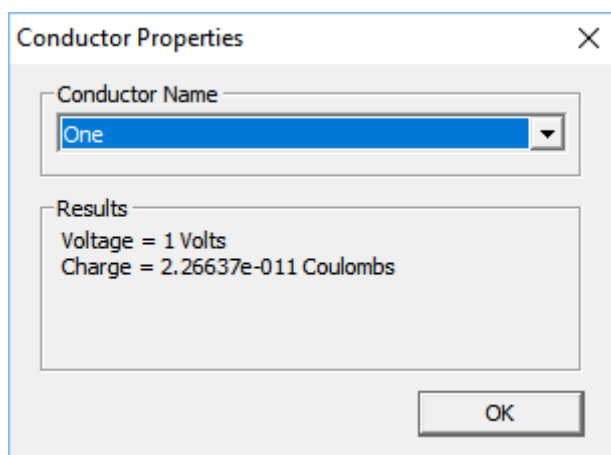 Conductor Properties
Conductor Name
One
Results
Voltage = 1 Volts
Charge = 2.26637e-011 Coulombs
OK